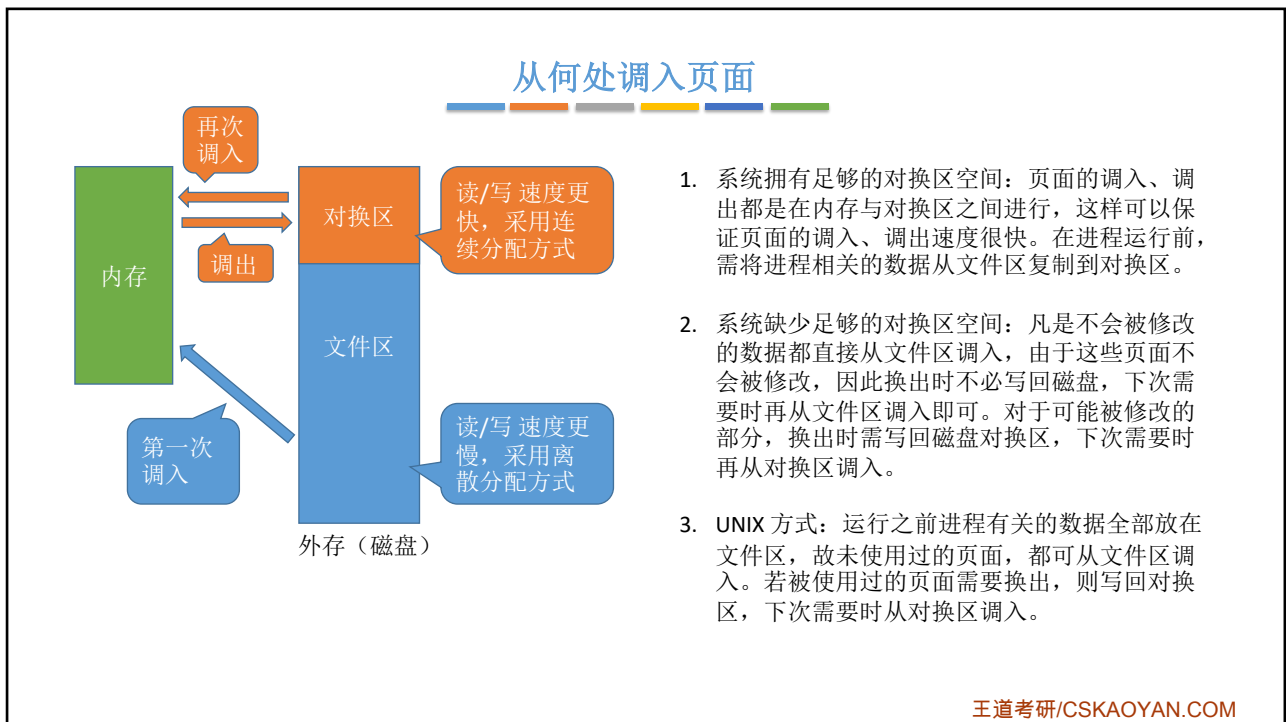 从何处调入页面
再次
调入
调出
内存
对换区
文件区
读/写 速度更
快，采用连
续分配方式
第一次
调入
读/写 速度更
慢，采用离
散分配方式
外存（磁盘）
1. 系统拥有足够的对换区空间：页面的调入、调
出都是在内存与对换区之间进行，这样可以保
证页面的调入、调出速度很快。在进程运行前，
需将进程相关的数据从文件区复制到对换区。
2. 系统缺少足够的对换区空间：凡是不会被修改
的数据都直接从文件区调入，由于这些页面不
会被修改，因此换出时不必写回磁盘，下次需
要时再从文件区调入即可。对于可能被修改的
部分，换出时需写回磁盘对换区，下次需要时
再从对换区调入。
3. UNIX 方式：运行之前进程有关的数据全部放在
文件区，故未使用过的页面，都可从文件区调
入。若被使用过的页面需要换出，则写回对换
区，下次需要时从对换区调入。
王道考研/CSKAOYAN.COM